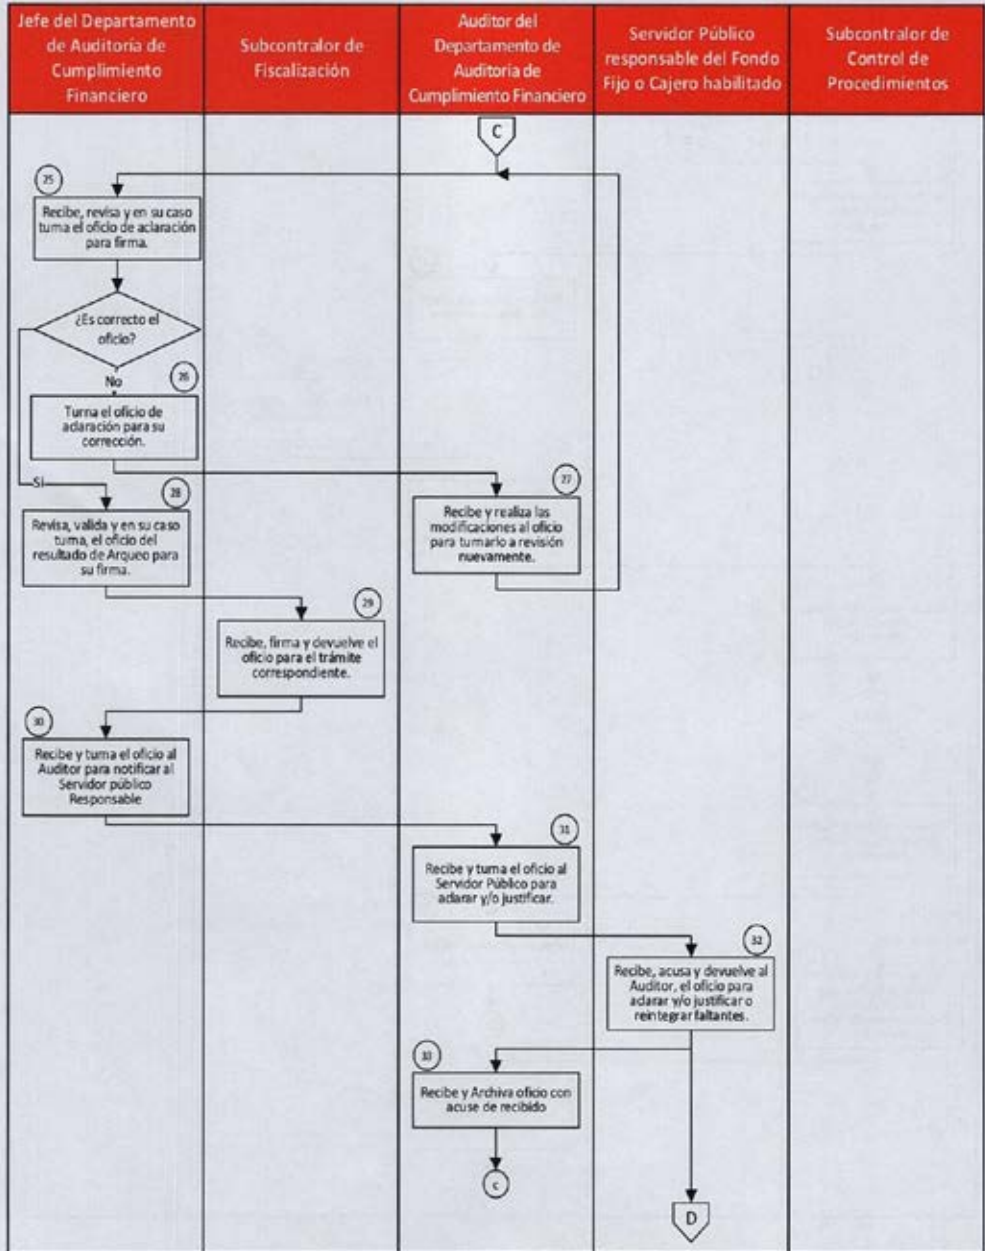 Jefe del Departamento
de Auditoría de
Cumplimiento
Financiero
Subcontralor de
Fiscalización
Auditor del
Departamento de
Auditoría de
Cumplimiento Financiero
Servidor Público
responsable del Fondo
Fijo o Cajero habilitado
Subcontralor de
Control de
Procedimientos
C
25
Recibe, revisa y en su caso
turna el oficio de aclaración
para firma.
¿Es correcto el
oficio?
No
26
Turna el oficio de
aclaración para su
corrección.
Si
27
Recibe y realiza las
modificaciones al oficio
para turnarlo a revisión
nuevamente.
28
Revisa, valida y en su caso
turna, el oficio del
resultado de Arqueo para
su firma.
29
Recibe, firma y devuelve el
oficio para el trámite
correspondiente.
30
Recibe y turna el oficio al
Auditor para notificar al
Servidor público
Responsable
31
Recibe y turna el oficio al
Servidor Público para
aclarar y/o justificar.
32
Recibe, acusa y devuelve al
Auditor, el oficio para
aclarar y/o justificar o
reintegrar faltantes.
33
Recibe y Archiva oficio con
acuse de recibido
c
D